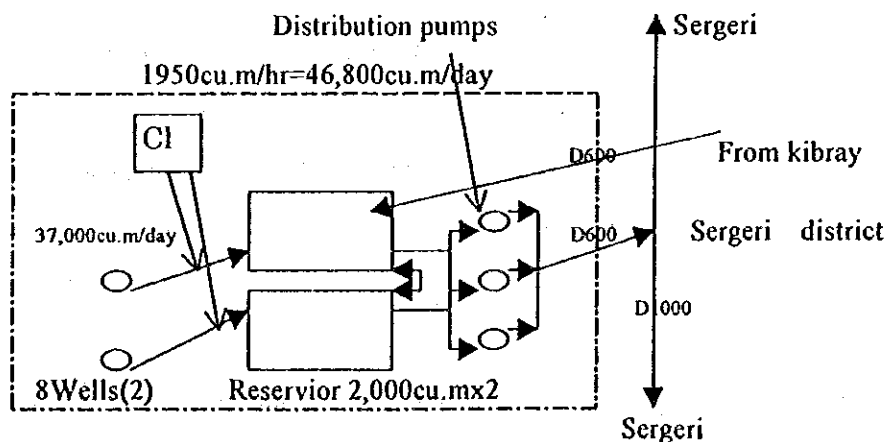 Distribution pumps
Sergeri
1950cu.m/hr=46,800cu.m/day
Cl
D600
From kibray
37,000cu.m/day
D600
Sergeri district
D1000
8Wells(2)
Reservior 2,000cu.mx2
Sergeri